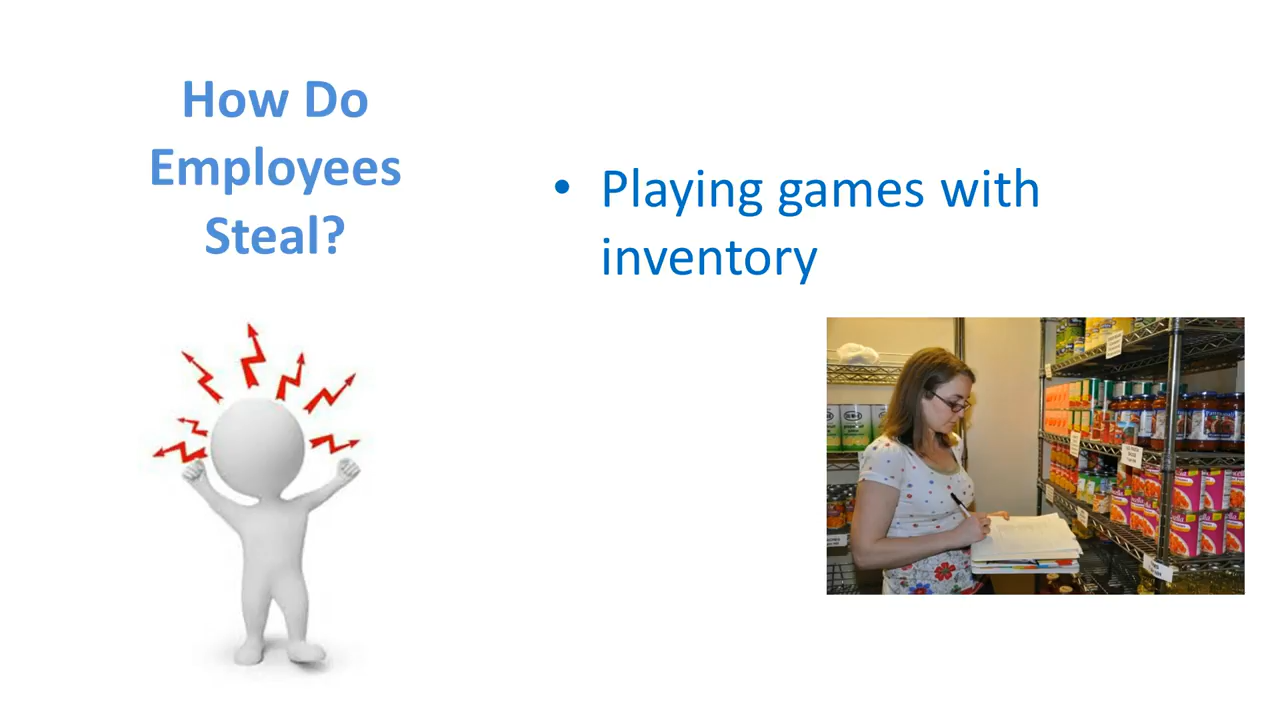 How Do
Employees
Steal?
• Playing games with
inventory